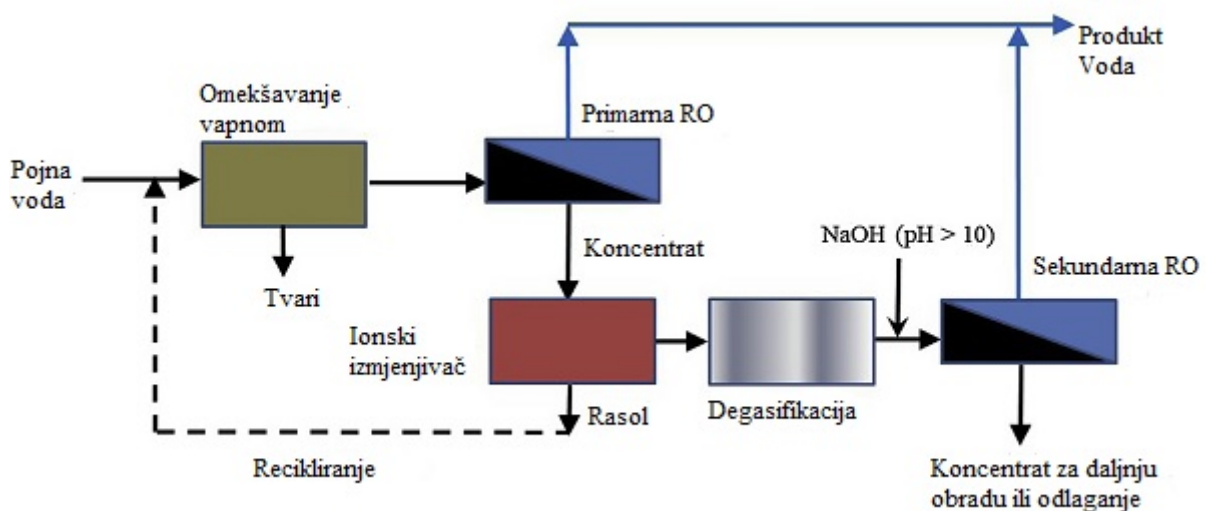 Produkt
Voda
Omekšavanje
vapnom
Primarna RO
Pojna
voda
NaOH (pH > 10)
Koncentrat
Sekundarna RO
Tvari
Ionski
izmjenjivač
Rasol
Degasifikacija
Recikliranje
Koncentrat za daljnju
obradu ili odlaganje